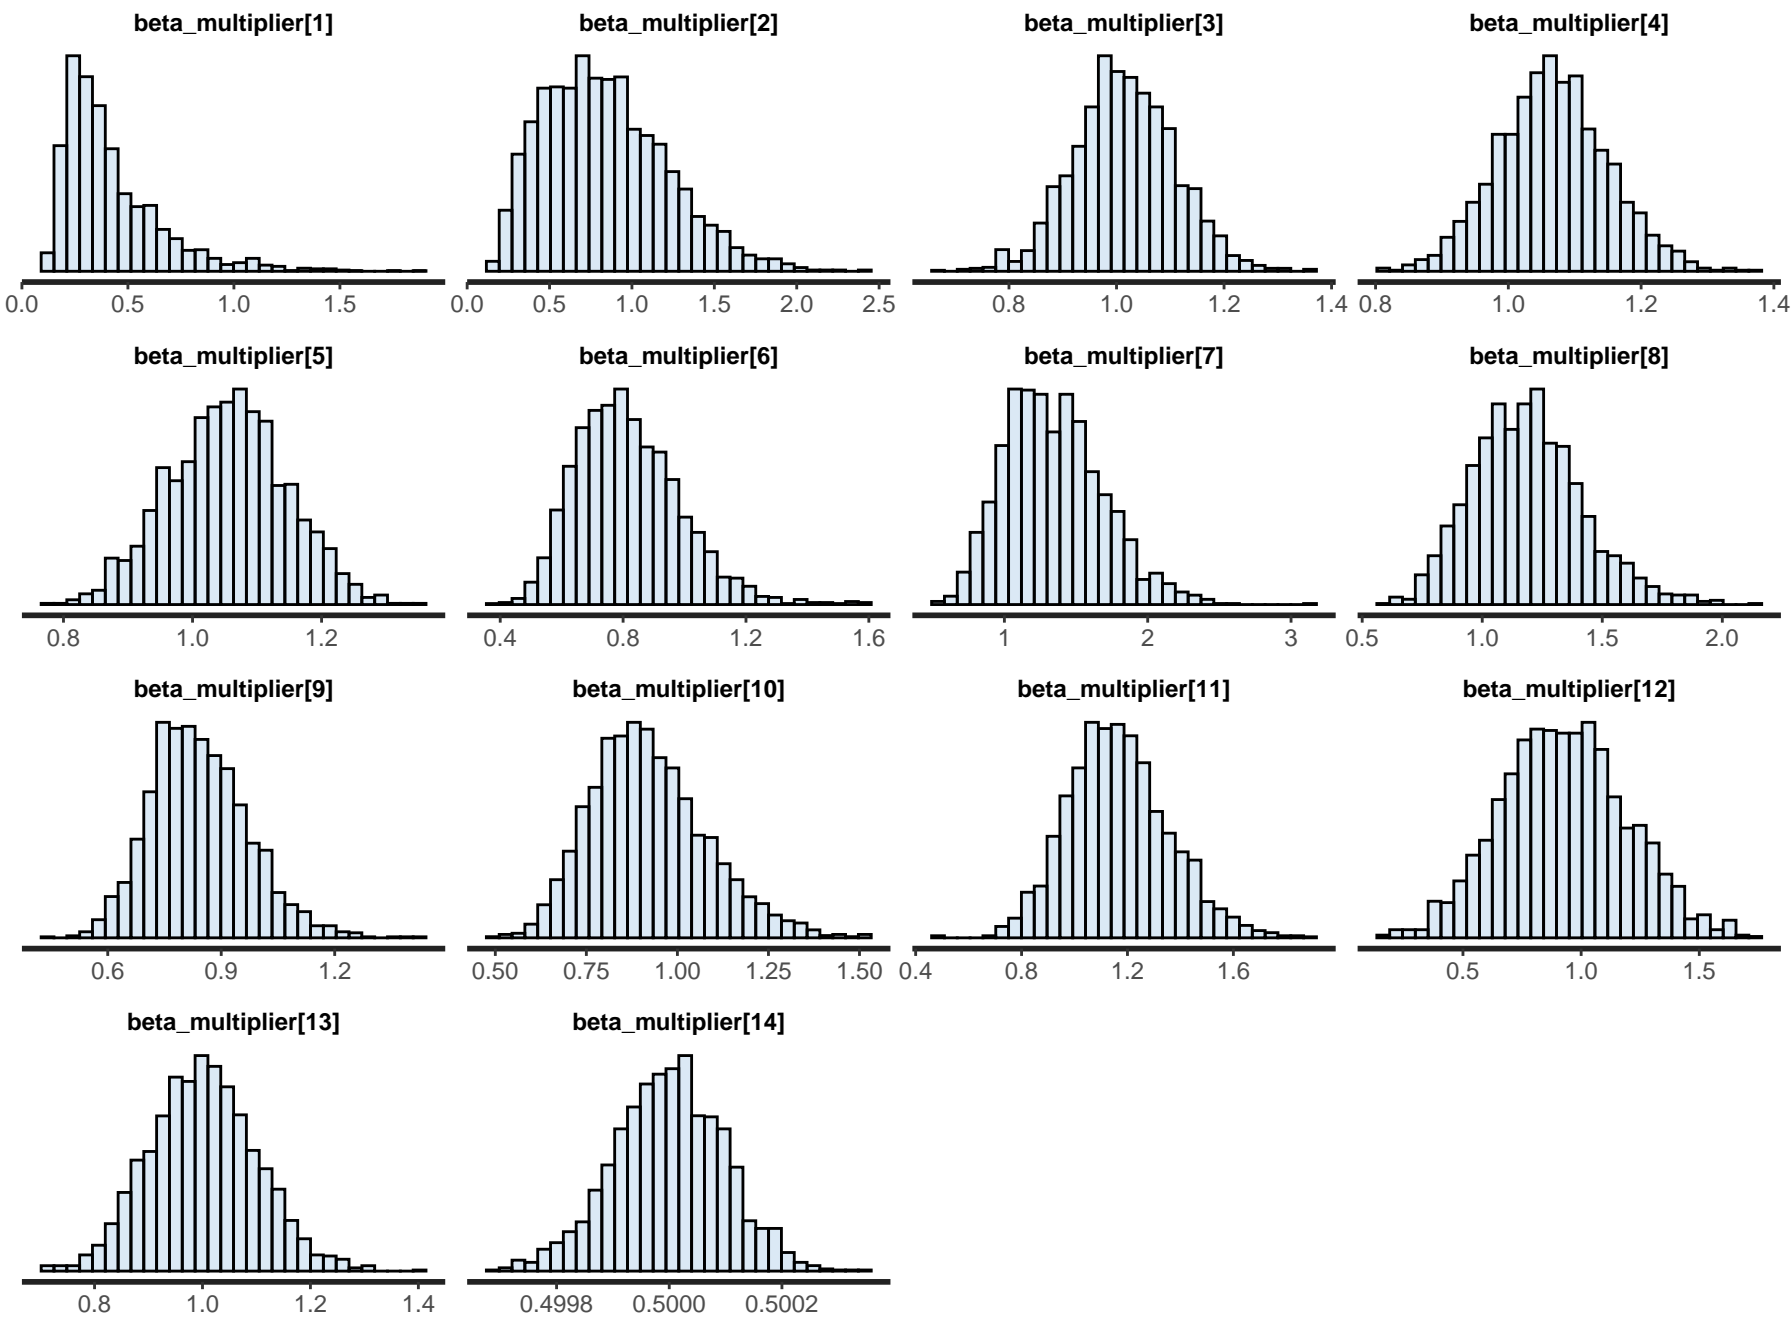 beta_multiplier[1] beta_multiplier[2] beta_multiplier[3] beta_multiplier[4]
0.0 0.5 1.0 1.5 0.0 0.5 1.0 1.5 2.0 2.5 0.8 1.0 1.2 1.4 0.8 1.0 1.2 1.4
beta_multiplier[5] beta_multiplier[6] beta_multiplier[7] beta_multiplier[8]
0.8 1.0 1.2 0.4 0.8 1.2 1.6 1 2 3 0.5 1.0 1.5 2.0
beta_multiplier[9] beta_multiplier[10] beta_multiplier[11] beta_multiplier[12]
0.6 0.9 1.2 0.50 0.75 1.00 1.25 1.50 0.4 0.8 1.2 1.6 0.5 1.0 1.5
beta_multiplier[13] beta_multiplier[14]
0.8 1.0 1.2 1.4 0.4998 0.5000 0.5002